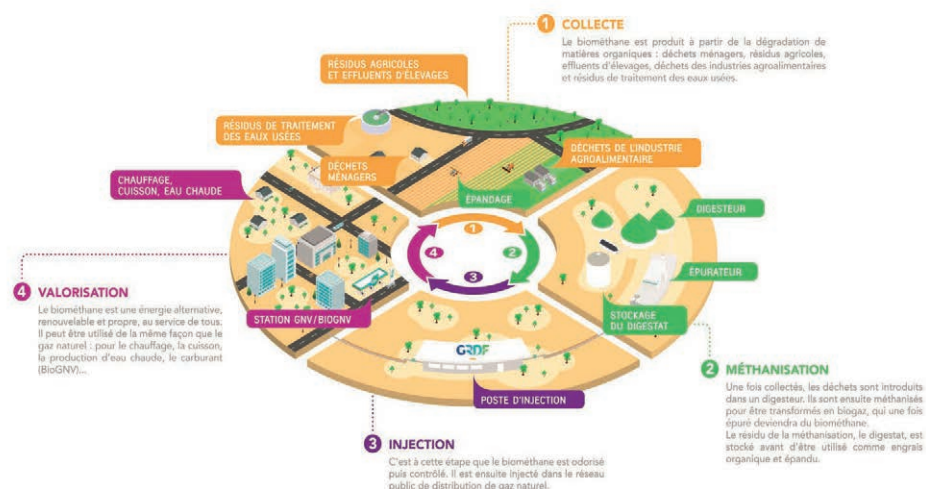 1 COLLECTE
Le biométhane est produit à partir de la dégradation de
matières organiques : déchets ménagers, résidus agricoles,
effluents d'élevages, déchets des industries agroalimentaires
et résidus de traitement des eaux usées.
RÉSIDUS AGRICOLES
ET EFFLUENTS D'ÉLEVAGES
RÉSIDUS DE TRAITEMENT
DES EAUX USÉES
DÉCHETS DE L'INDUSTRIE
AGROALIMENTAIRE
DÉCHETS
MÉNAGERS
CHAUFFAGE,
CUISSON, EAU CHAUDE
ÉPANDAGE
DIGESTEUR
1
4
2
3
ÉPURATEUR
STOCKAGE
DU DIGESTAT
STATION GNV/BIOGNV
GRDF
POSTE D'INJECTION
4 VALORISATION
Le biométhane est une énergie alternative,
renouvelable et propre, au service de tous.
Il peut être utilisé de la même façon que le
gaz naturel : pour le chauffage, la cuisson,
la production d'eau chaude, le carburant
(BioGNV)...
2 MÉTHANISATION
Une fois collectés, les déchets sont introduits
dans un digesteur. Ils sont ensuite méthanisés
pour être transformés en biogaz, qui une fois
épuré deviendra du biométhane.
Le résidu de la méthanisation, le digestat, est
stocké avant d'être utilisé comme engrais
organique et épandu.
3 INJECTION
C'est à cette étape que le biométhane est odorisé
puis contrôlé. Il est ensuite injecté dans le réseau
public de distribution de gaz naturel.